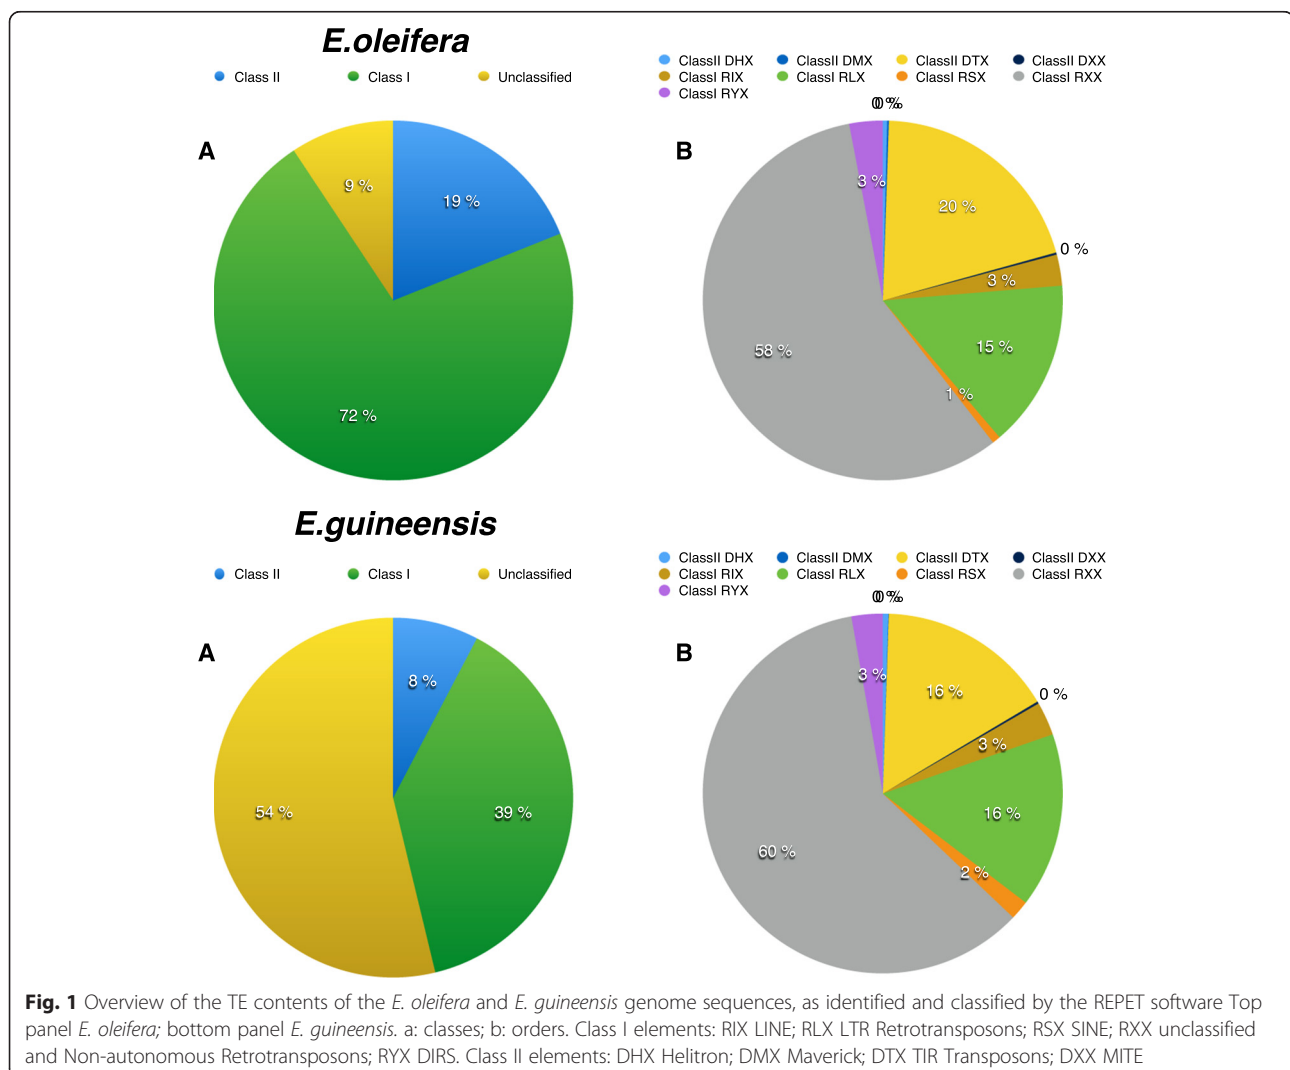 E.oleifera
Class II Class I Unclassified
ClassII DHX ClassII DMX ClassII DTX ClassII DXX
ClassI RIX ClassI RLX ClassI RSX ClassI RXX
ClassI RYX
A
9 %
19 %
72 %
B
0 %
0 %
3 %
20 %
0 %
3 %
15 %
1 %
58 %
E.guineensis
Class II Class I Unclassified
ClassII DHX ClassII DMX ClassII DTX ClassII DXX
ClassI RIX ClassI RLX ClassI RSX ClassI RXX
ClassI RYX
A
8 %
54 %
39 %
B
0 %
0 %
3 %
16 %
0 %
3 %
16 %
2 %
60 %
Fig. 1 Overview of the TE contents of the E. oleifera and E. guineensis genome sequences, as identified and classified by the REPET software Top
panel E. oleifera; bottom panel E. guineensis. a: classes; b: orders. Class I elements: RIX LINE; RLX LTR Retrotransposons; RSX SINE; RXX unclassified
and Non-autonomous Retrotransposons; RYX DIRS. Class II elements: DHX Helitron; DMX Maverick; DTX TIR Transposons; DXX MITE